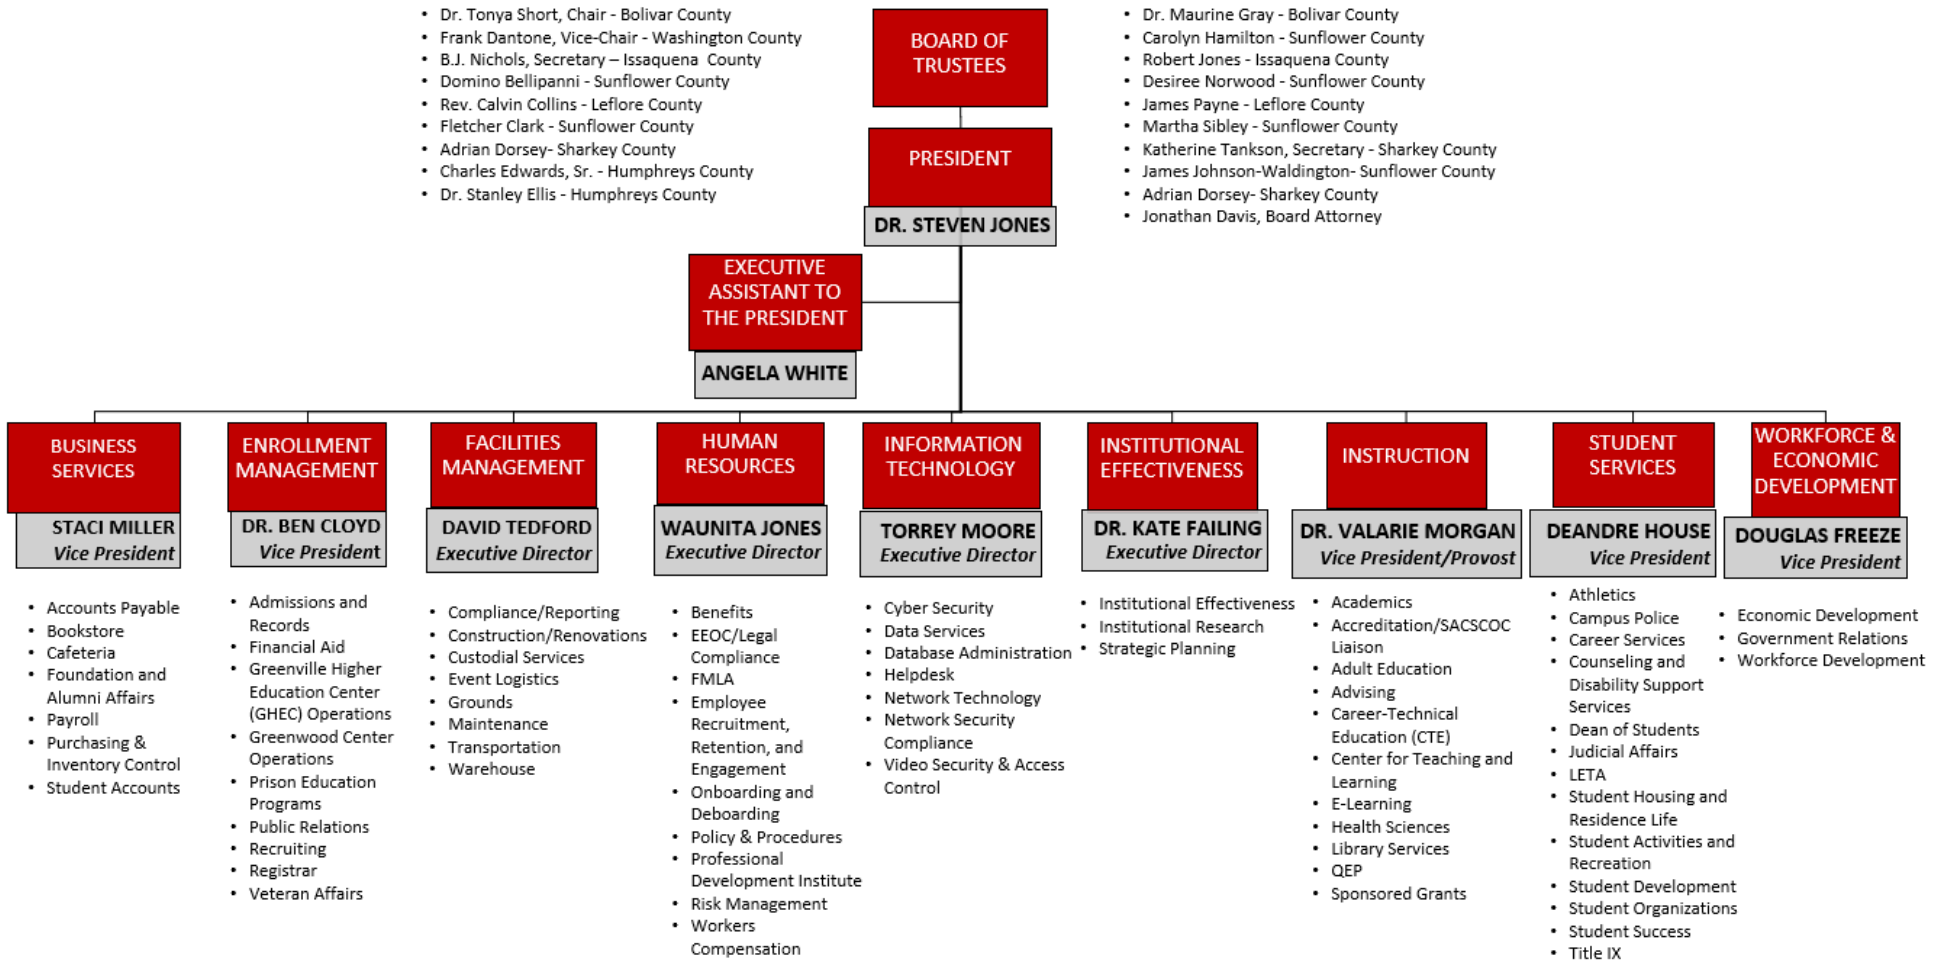 • Dr. Tonya Short, Chair - Bolivar County
• Frank Dantone, Vice-Chair - Washington County
• B.J. Nichols, Secretary – Issaquena  County
• Domino Bellipanni - Sunflower County
• Rev. Calvin Collins - Leflore County
• Fletcher Clark - Sunflower County
• Adrian Dorsey- Sharkey County
• Charles Edwards, Sr. - Humphreys County
• Dr. Stanley Ellis - Humphreys County
BOARD OF
TRUSTEES
• Dr. Maurine Gray - Bolivar County
• Carolyn Hamilton - Sunflower County
• Robert Jones - Issaquena County
• Desiree Norwood - Sunflower County
• James Payne - Leflore County
• Martha Sibley - Sunflower County
• Katherine Tankson, Secretary - Sharkey County
• James Johnson-Waldington- Sunflower County
• Adrian Dorsey- Sharkey County
• Jonathan Davis, Board Attorney
PRESIDENT
DR. STEVEN JONES
EXECUTIVE
ASSISTANT TO
THE PRESIDENT
ANGELA WHITE
BUSINESS
SERVICES
STACI MILLER
Vice President
• Accounts Payable
• Bookstore
• Cafeteria
• Foundation and
Alumni Affairs
• Payroll
• Purchasing &
Inventory Control
• Student Accounts
ENROLLMENT
MANAGEMENT
DR. BEN CLOYD
Vice President
• Admissions and
Records
• Financial Aid
• Greenville Higher
Education Center
(GHEC) Operations
• Greenwood Center
Operations
• Prison Education
Programs
• Public Relations
• Recruiting
• Registrar
• Veteran Affairs
FACILITIES
MANAGEMENT
DAVID TEDFORD
Executive Director
• Compliance/Reporting
• Construction/Renovations
• Custodial Services
• Event Logistics
• Grounds
• Maintenance
• Transportation
• Warehouse
HUMAN
RESOURCES
WAUNITA JONES
Executive Director
• Benefits
• EEOC/Legal
Compliance
• FMLA
• Employee
Recruitment,
Retention, and
Engagement
• Onboarding and
Deboarding
• Policy & Procedures
• Professional
Development Institute
• Risk Management
• Workers
Compensation
INFORMATION
TECHNOLOGY
TORREY MOORE
Executive Director
• Cyber Security
• Data Services
• Database Administration
• Helpdesk
• Network Technology
• Network Security
Compliance
• Video Security & Access
Control
INSTITUTIONAL
EFFECTIVENESS
DR. KATE FAILING
Executive Director
• Institutional Effectiveness
• Institutional Research
• Strategic Planning
INSTRUCTION
DR. VALARIE MORGAN
Vice President/Provost
• Academics
• Accreditation/SACSCOC
Liaison
• Adult Education
• Advising
• Career-Technical
Education (CTE)
• Center for Teaching and
Learning
• E-Learning
• Health Sciences
• Library Services
• QEP
• Sponsored Grants
STUDENT
SERVICES
DEANDRE HOUSE
Vice President
• Athletics
• Campus Police
• Career Services
• Counseling and
Disability Support
Services
• Dean of Students
• Judicial Affairs
• LETA
• Student Housing and
Residence Life
• Student Activities and
Recreation
• Student Development
• Student Organizations
• Student Success
• Title IX
WORKFORCE &
ECONOMIC
DEVELOPMENT
DOUGLAS FREEZE
Vice President
• Economic Development
• Government Relations
• Workforce Development